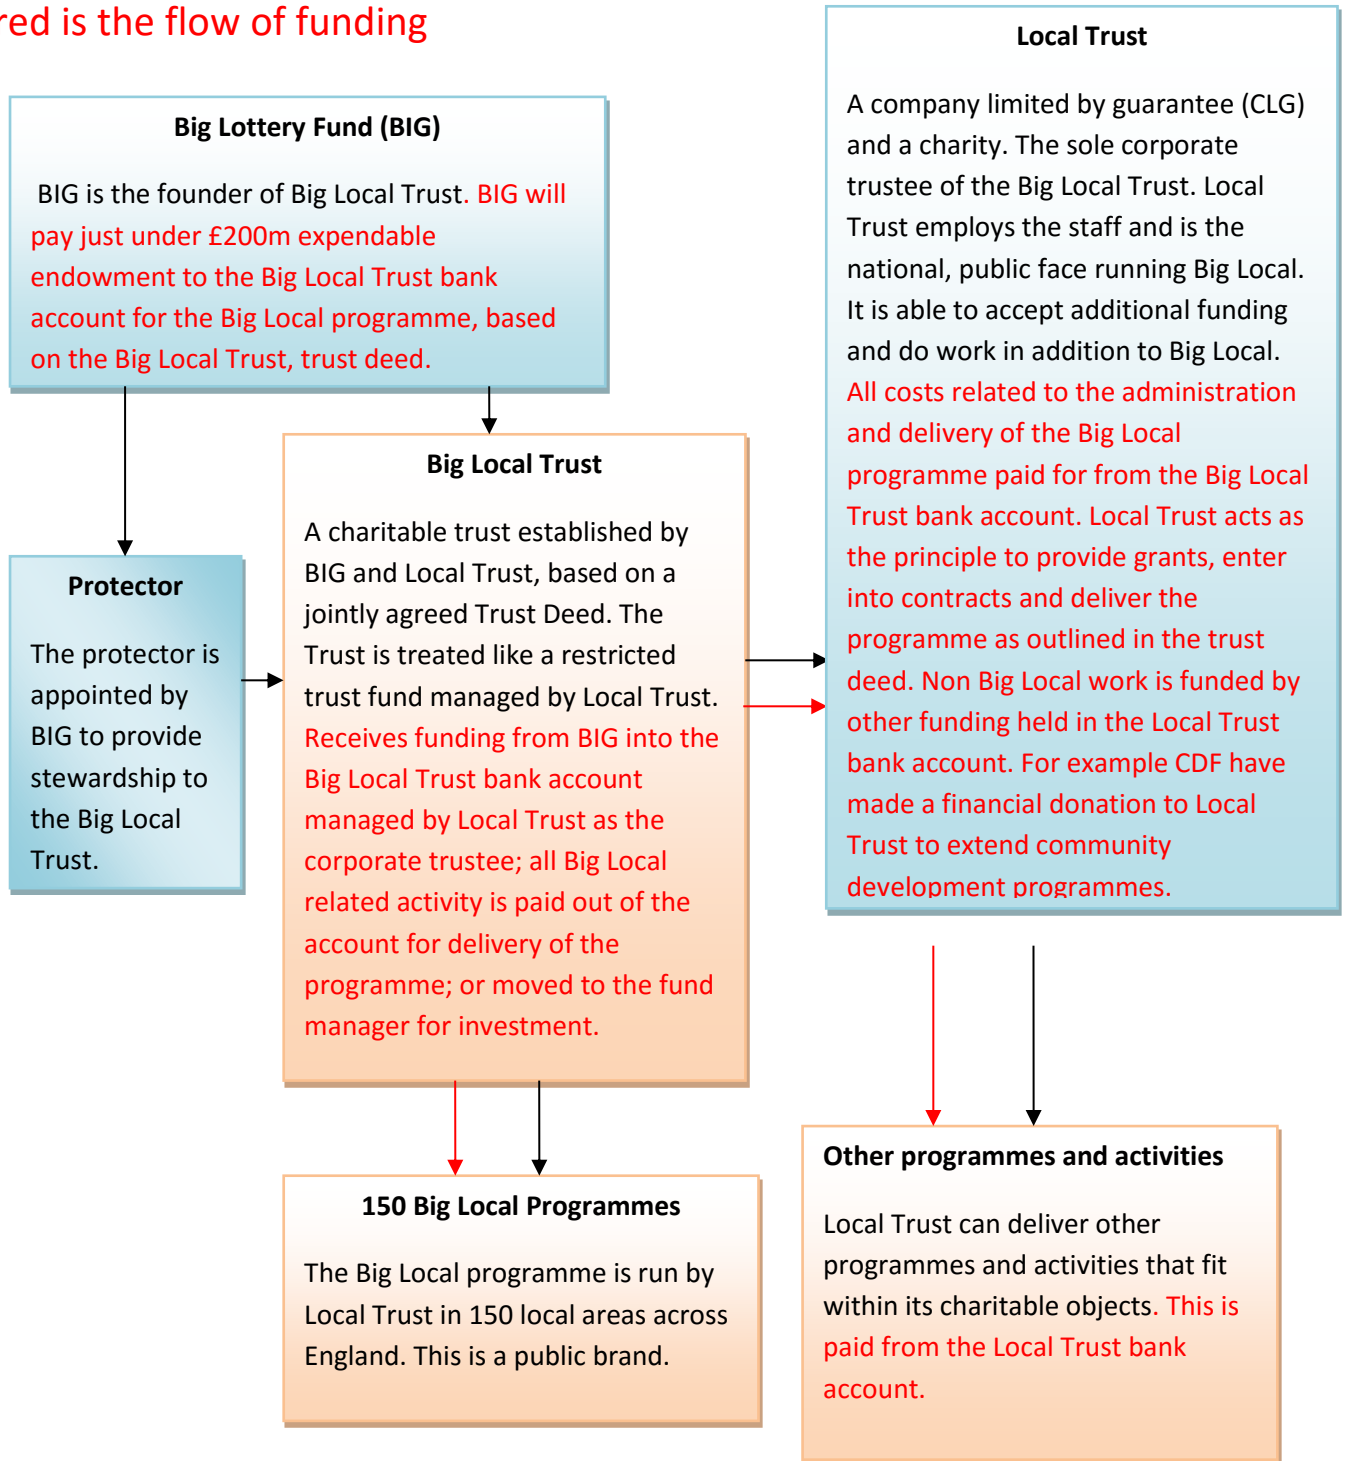 red is the flow of funding
Big Lottery Fund (BIG)
BIG is the founder of Big Local Trust. BIG will
pay just under £200m expendable
endowment to the Big Local Trust bank
account for the Big Local programme, based
on the Big Local Trust, trust deed.
Protector
The protector is
appointed by
BIG to provide
stewardship to
the Big Local
Trust.
Big Local Trust
A charitable trust established by
BIG and Local Trust, based on a
jointly agreed Trust Deed. The
Trust is treated like a restricted
trust fund managed by Local Trust.
Receives funding from BIG into the
Big Local Trust bank account
managed by Local Trust as the
corporate trustee; all Big Local
related activity is paid out of the
account for delivery of the
programme; or moved to the fund
manager for investment.
Local Trust
A company limited by guarantee (CLG)
and a charity. The sole corporate
trustee of the Big Local Trust. Local
Trust employs the staff and is the
national, public face running Big Local.
It is able to accept additional funding
and do work in addition to Big Local.
All costs related to the administration
and delivery of the Big Local
programme paid for from the Big Local
Trust bank account. Local Trust acts as
the principle to provide grants, enter
into contracts and deliver the
programme as outlined in the trust
deed. Non Big Local work is funded by
other funding held in the Local Trust
bank account. For example CDF have
made a financial donation to Local
Trust to extend community
development programmes.
150 Big Local Programmes
The Big Local programme is run by
Local Trust in 150 local areas across
England. This is a public brand.
Other programmes and activities
Local Trust can deliver other
programmes and activities that fit
within its charitable objects. This is
paid from the Local Trust bank
account.